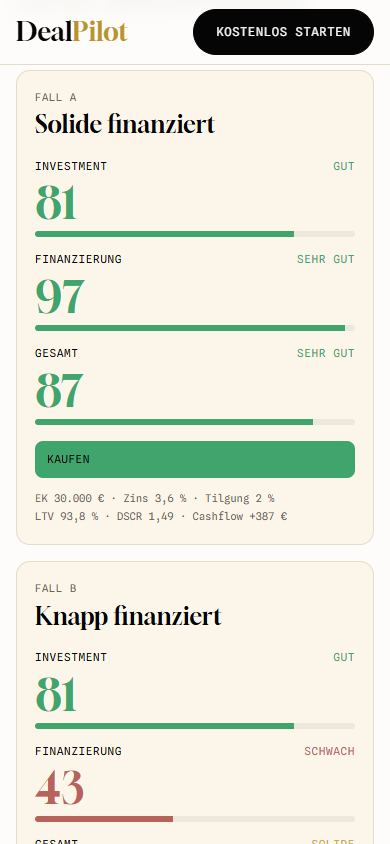 DealPilot
KOSTENLOS STARTEN
FALL A
Solide finanziert
INVESTMENT GUT
81
FINANZIERUNG SEHR GUT
97
GESAMT SEHR GUT
87
KAUFEN
EK 30.000 € · Zins 3,6 % · Tilgung 2 %
LTV 93,8 % · DSCR 1,49 · Cashflow +387 €
FALL B
Knapp finanziert
INVESTMENT GUT
81
FINANZIERUNG SCHWACH
43
GESAMT SOLIDE